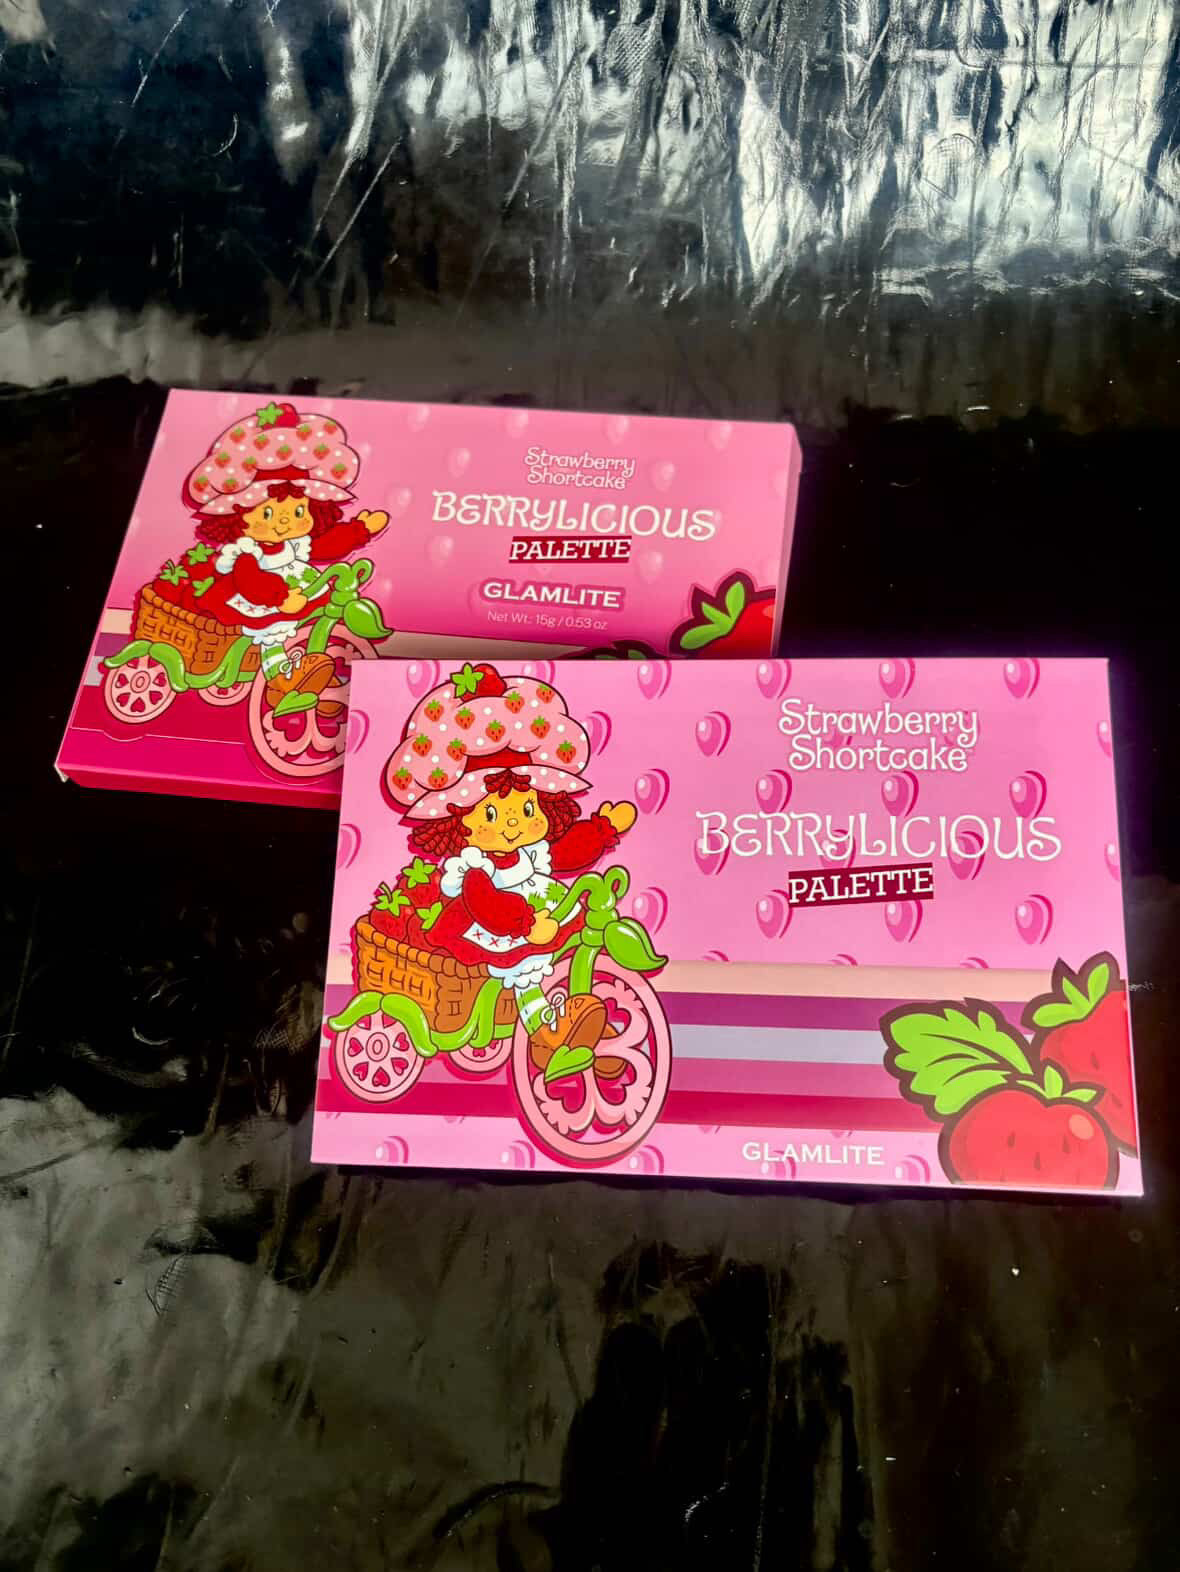 Strawberry
Shortcake
BERRYLICIOUS
PALETTE
GLAMLITE
Net Wt.: 15g / 0.53 oz
Strawberry
Shortcake
BERRYLICIOUS
PALETTE
GLAMLITE